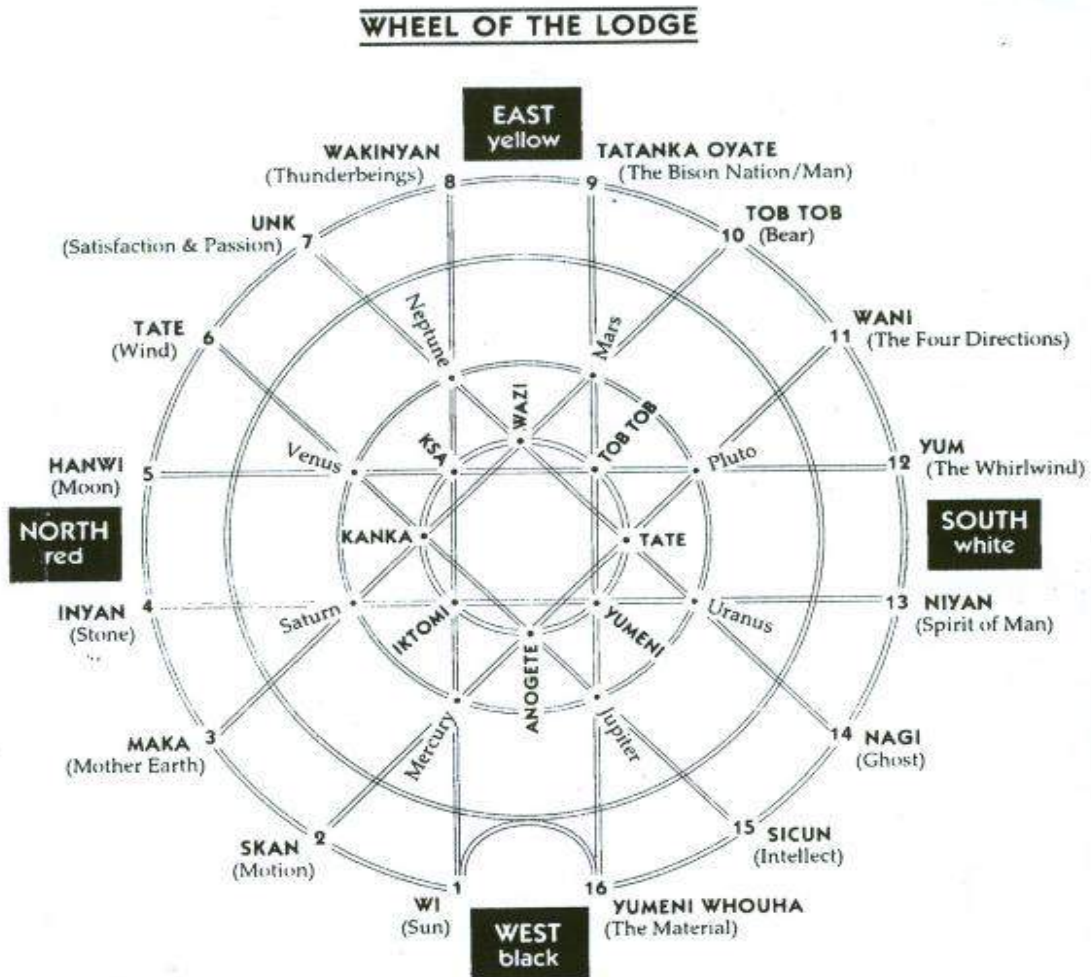 WHEEL OF THE LODGE
EAST
yellow
WAKINYAN
(Thunderbeings)
8
9
TATANKA OYATE
(The Bison Nation/Man)
UNK
(Satisfaction & Passion)
7
10
TOB TOB
(Bear)
TATE
(Wind)
6
11
WANI
(The Four Directions)
Neptune
Mars
WAZI
KSA
TOB TOB
HANWI
(Moon)
5
Venus
Pluto
12
YUM
(The Whirlwind)
NORTH
red
KANKA
TATE
SOUTH
white
INYAN
(Stone)
4
Saturn
IKTOMI
ANOGETE
YUMENI
Uranus
13
NIYAN
(Spirit of Man)
MAKA
(Mother Earth)
3
Mercury
Jupiter
14
NAGI
(Ghost)
SKAN
(Motion)
2
15
SICUN
(Intellect)
WI
(Sun)
1
16
YUMENI WHOUHA
(The Material)
WEST
black